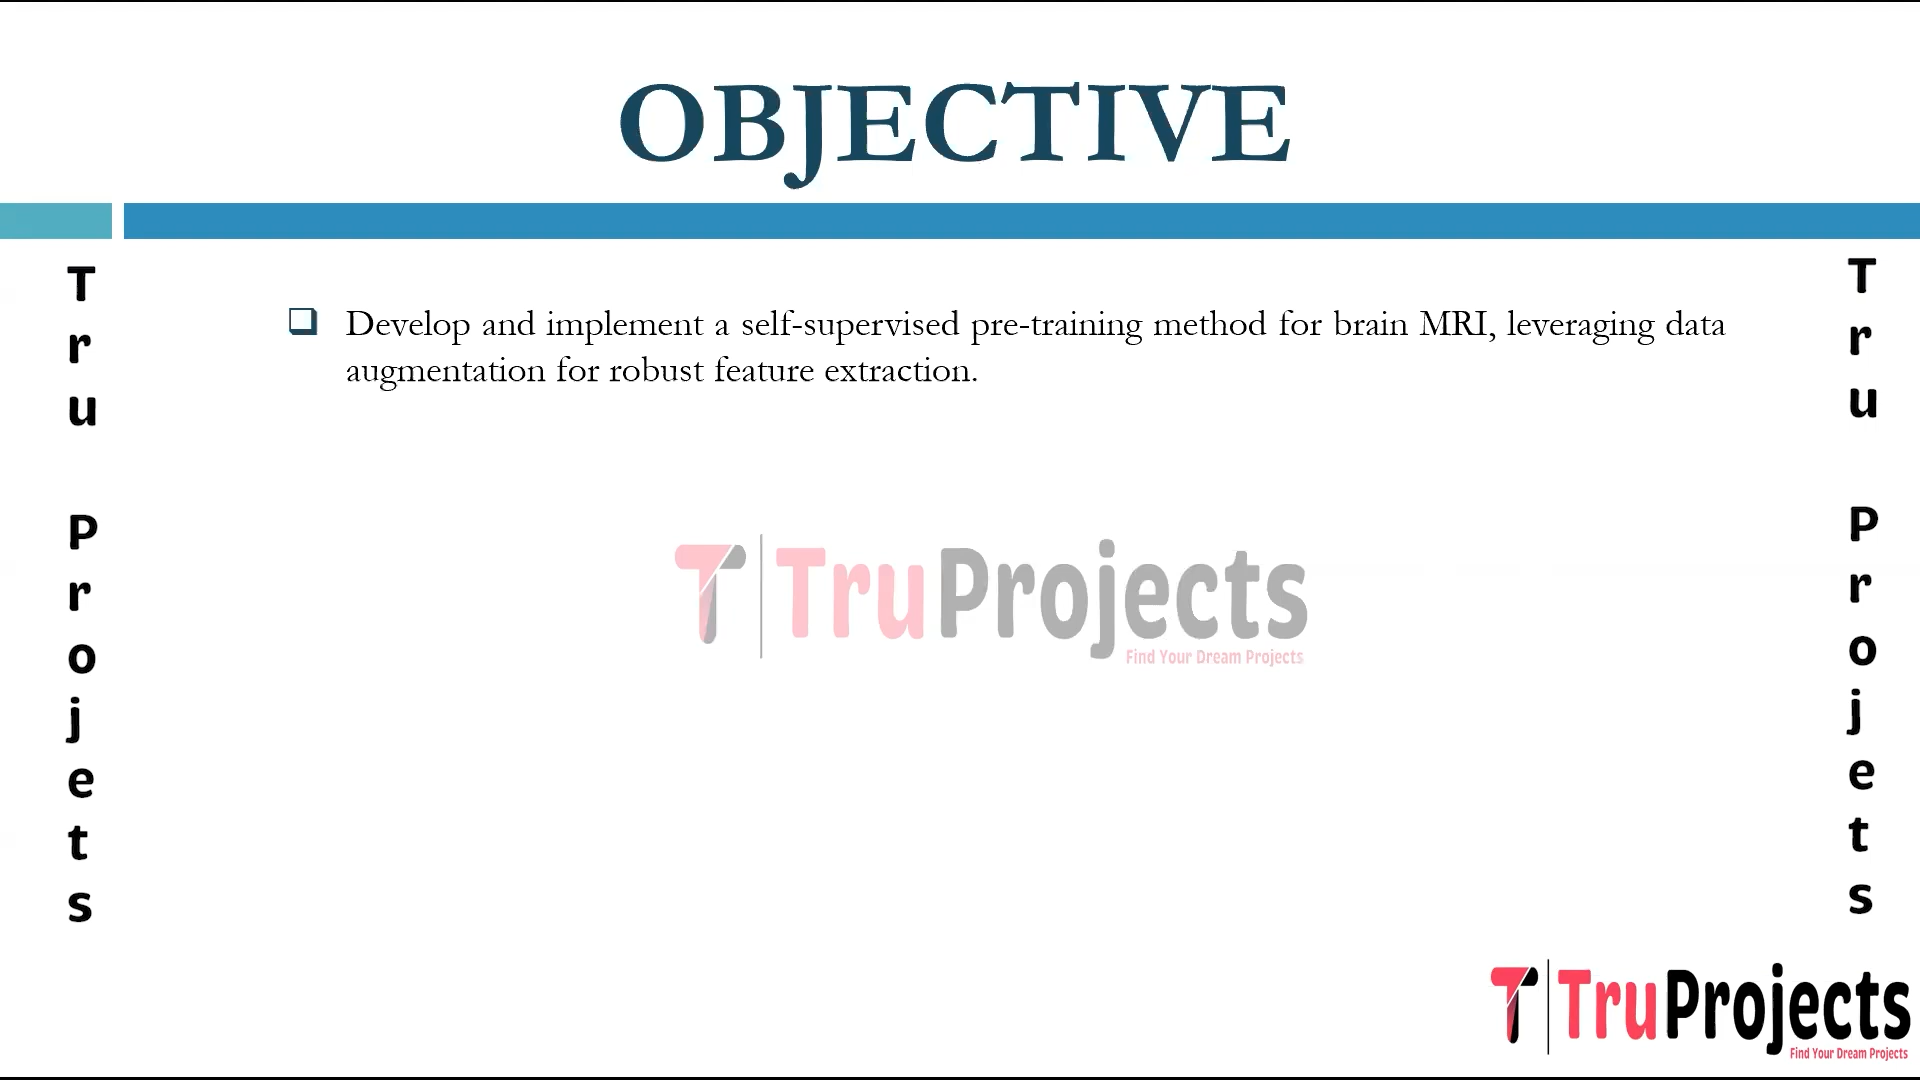 OBJECTIVE
Tru Projets
Develop and implement a self-supervised pre-training method for brain MRI, leveraging data
augmentation for robust feature extraction.
TruProjects
Find Your Dream Projects
Tru Projets
TruProjects
Find Your Dream Projects